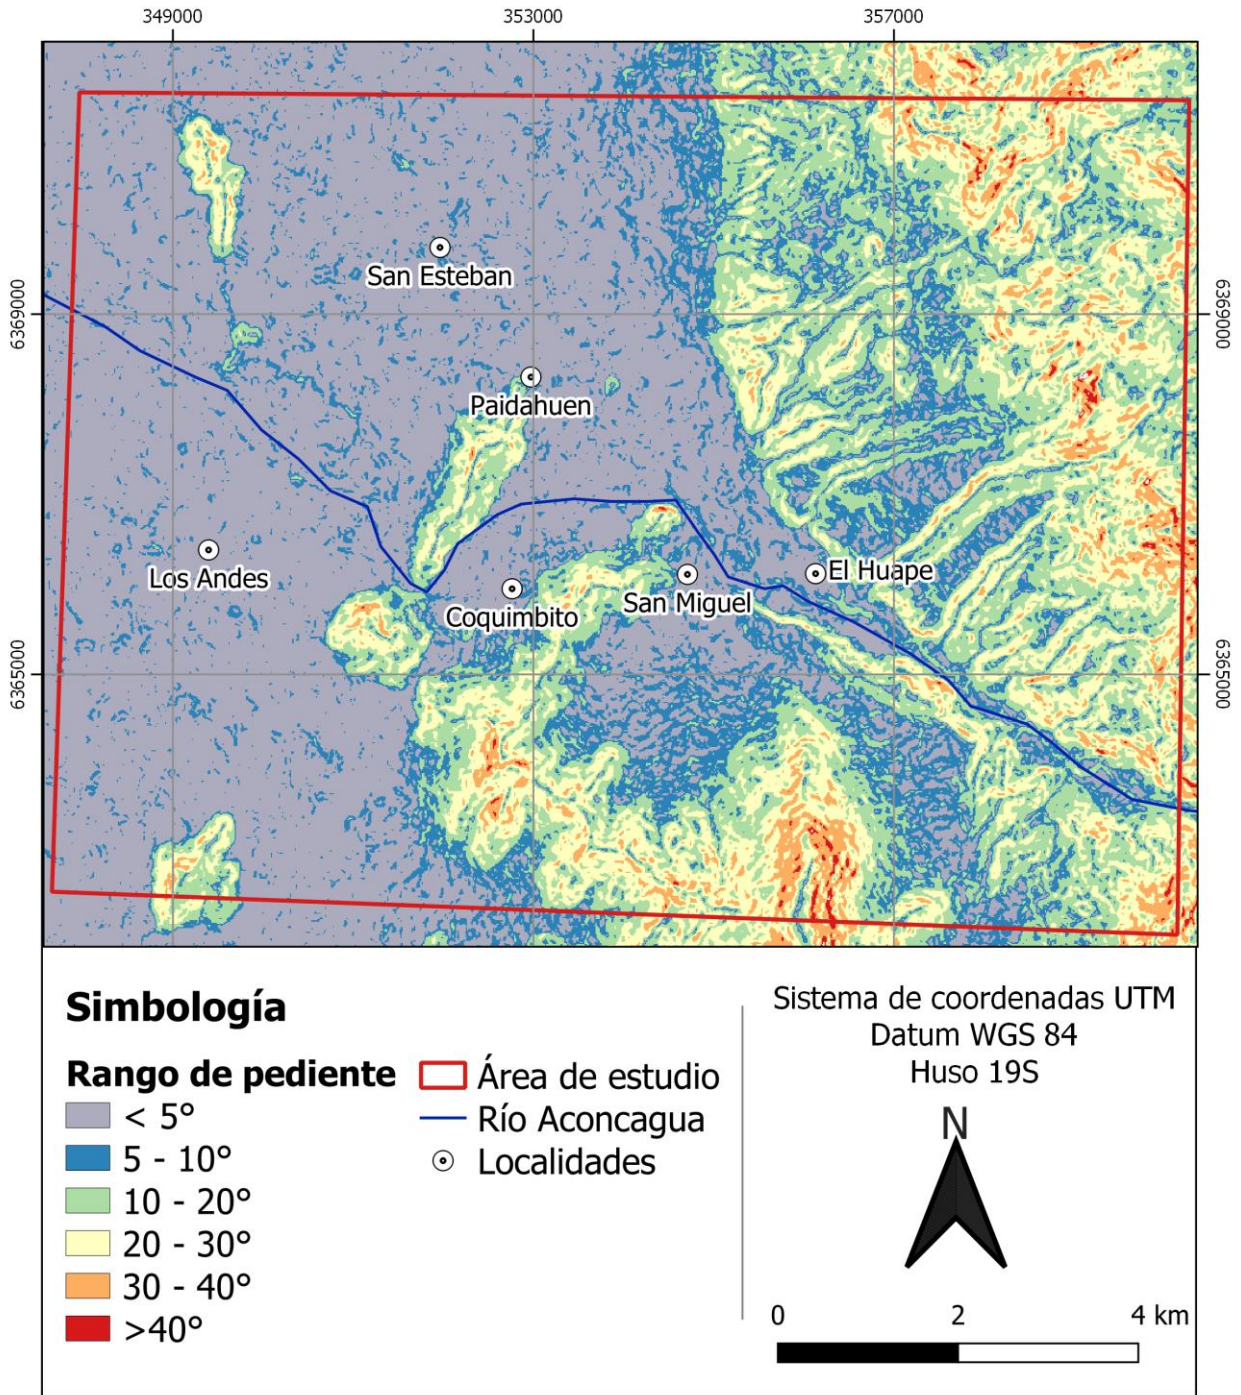 349000
353000
357000
San Esteban
6369000
6369000
Paidahuen
Los Andes
El Huape
San Miguel
Coquimbito
6365000
6365000
Simbología
Rango de pediente
< 5°
5 - 10°
10 - 20°
20 - 30°
30 - 40°
>40°
Área de estudio
Río Aconcagua
Localidades
Sistema de coordenadas UTM
Datum WGS 84
Huso 19S
N
0 2 4 km